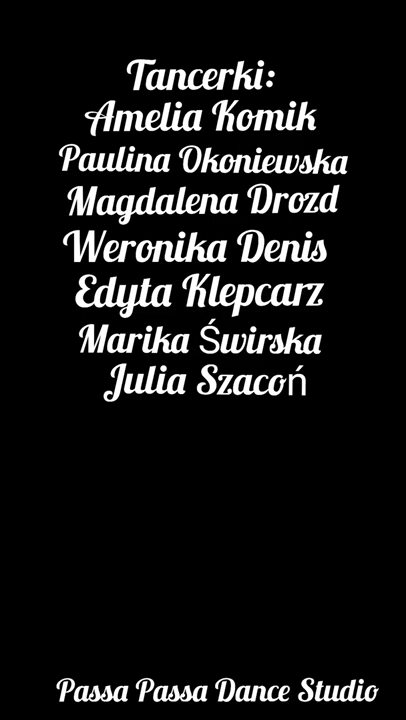 Tancerki:
Amelia Komik
Paulina Okoniewska
Magdalena Drozd
Weronika Denis
Edyta Klepcarz
Marika Świrska
Julia Szacoń
Passa Passa Dance Studio